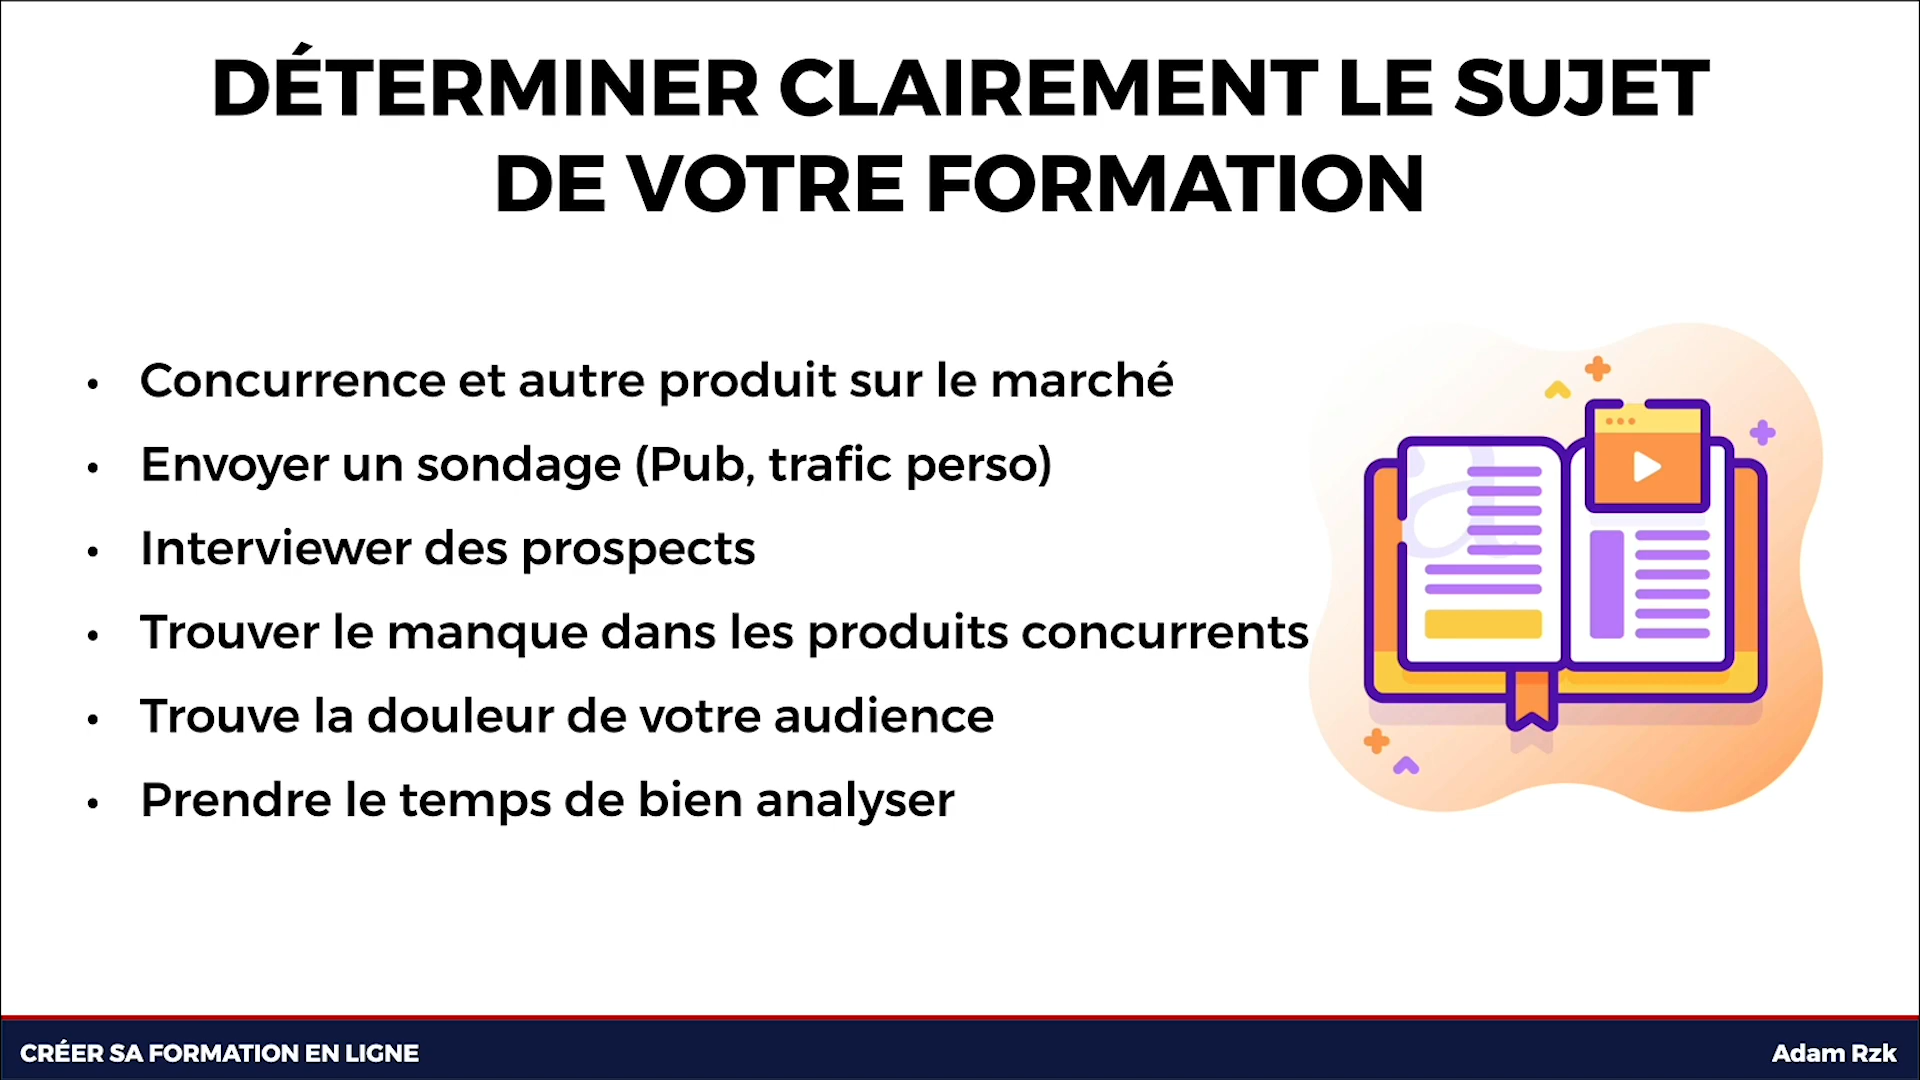 DÉTERMINER CLAIREMENT LE SUJET
DE VOTRE FORMATION
• Concurrence et autre produit sur le marché
• Envoyer un sondage (Pub, trafic perso)
• Interviewer des prospects
• Trouver le manque dans les produits concurrents
• Trouve la douleur de votre audience
• Prendre le temps de bien analyser
CRÉER SA FORMATION EN LIGNE
Adam Rzk